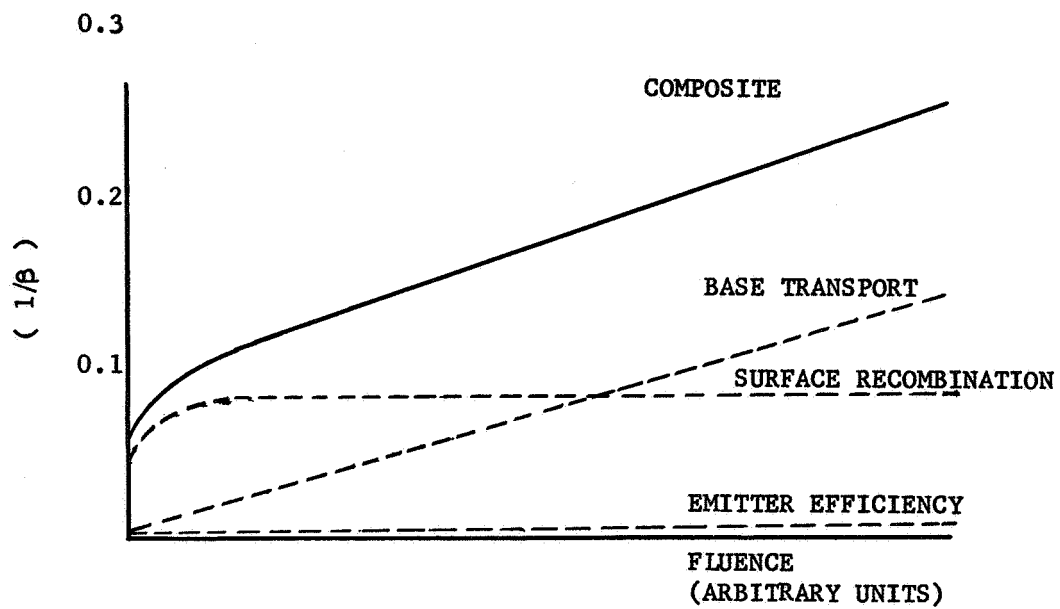 0.3
COMPOSITE
0.2
( 1/β )
BASE TRANSPORT
0.1
SURFACE RECOMBINATION
EMITTER EFFICIENCY
FLUENCE
(ARBITRARY UNITS)